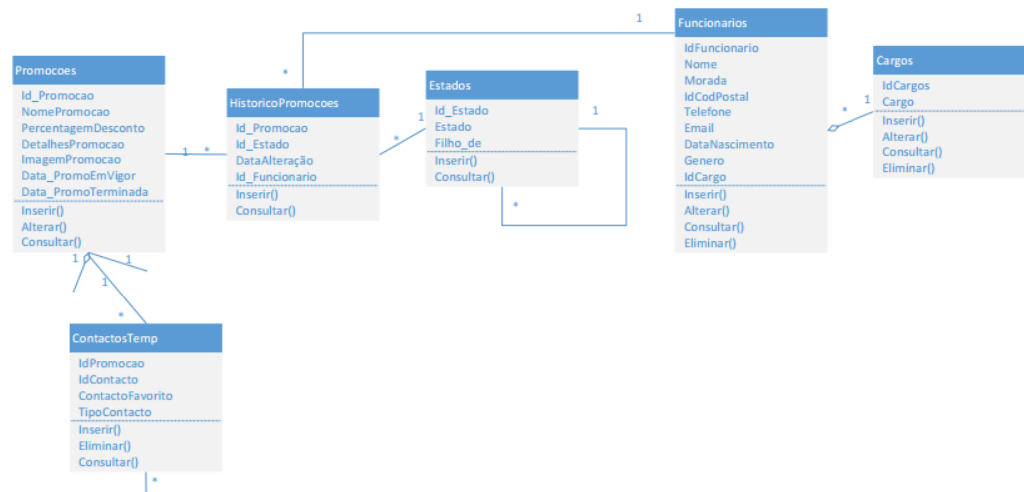 Promocoes
Id_Promocao
NomePromocao
PercentagemDesconto
DetalhesPromocao
ImagemPromocao
Data_PromoEmVigor
Data_PromoTerminada
Inserir()
Alterar()
Consultar()
1
*
1
1
1
*
ContactosTemp
IdPromocao
IdContacto
ContactoFavorito
TipoContacto
Inserir()
Eliminar()
Consultar()
*
*
1
HistoricoPromocoes
Id_Promocao
Id_Estado
DataAlteração
Id_Funcionario
Inserir()
Consultar()
*
1
Estados
Id_Estado
Estado
Filho_de
Inserir()
Consultar()
1
*
Funcionarios
IdFuncionario
Nome
Morada
IdCodPostal
Telefone
Email
DataNascimento
Genero
IdCargo
Inserir()
Alterar()
Consultar()
Eliminar()
*
1
Cargos
IdCargos
Cargo
Inserir()
Alterar()
Consultar()
Eliminar()